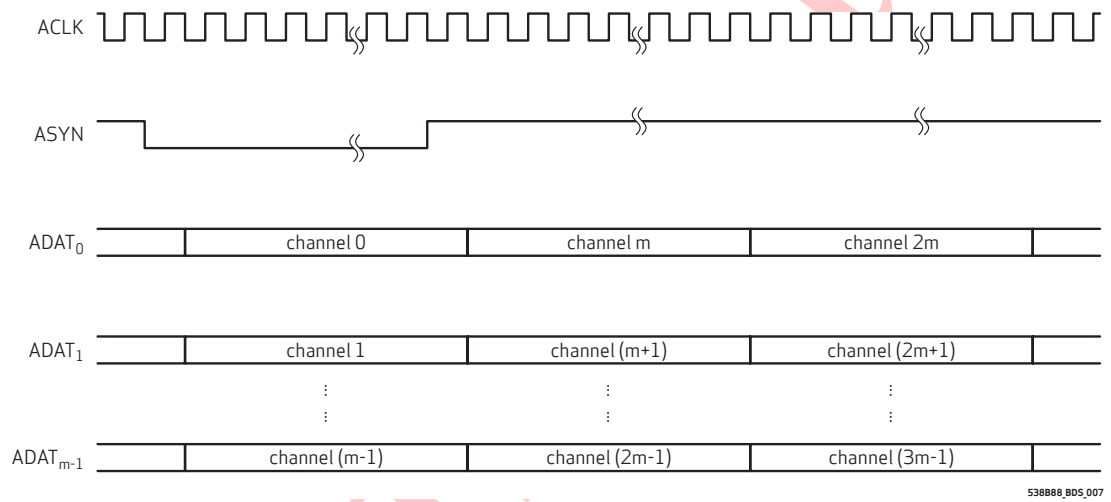 ACLK
ASYN
ADAT0 channel 0 channel m channel 2m
ADAT1 channel 1 channel (m+1) channel (2m+1)
⋮ ⋮ ⋮
⋮ ⋮ ⋮
ADATm-1 channel (m-1) channel (2m-1) channel (3m-1)
538B88_BDS_007